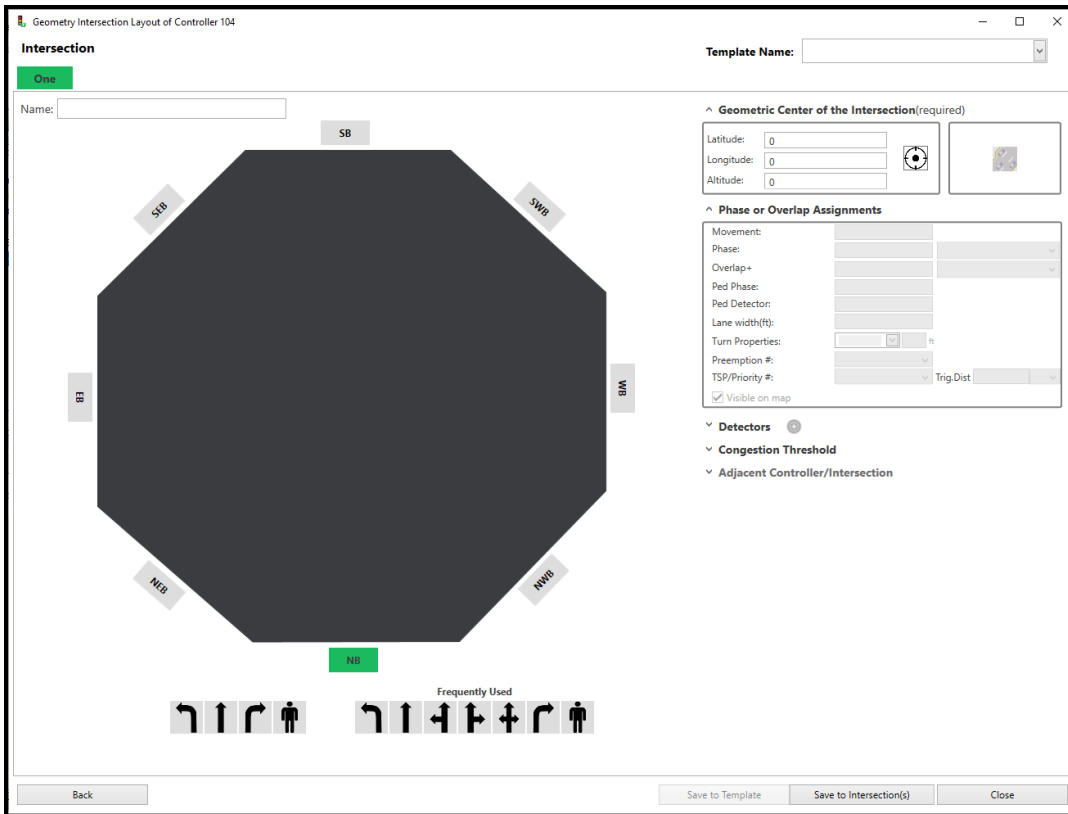 Geometry Intersection Layout of Controller 104
Intersection
Template Name:
One
Name:
SB
SEB
SWB
EB
WB
NEB
NWB
NB
Frequently Used
Geometric Center of the Intersection(required)
Latitude: 0
Longitude: 0
Altitude: 0
Phase or Overlap Assignments
Movement:
Phase:
Overlap+
Ped Phase:
Ped Detector:
Lane width(ft):
Turn Properties: ft
Preemption #:
TSP/Priority #: Trig.Dist
Visible on map
Detectors
Congestion Threshold
Adjacent Controller/Intersection
Back
Save to Template
Save to Intersection(s)
Close